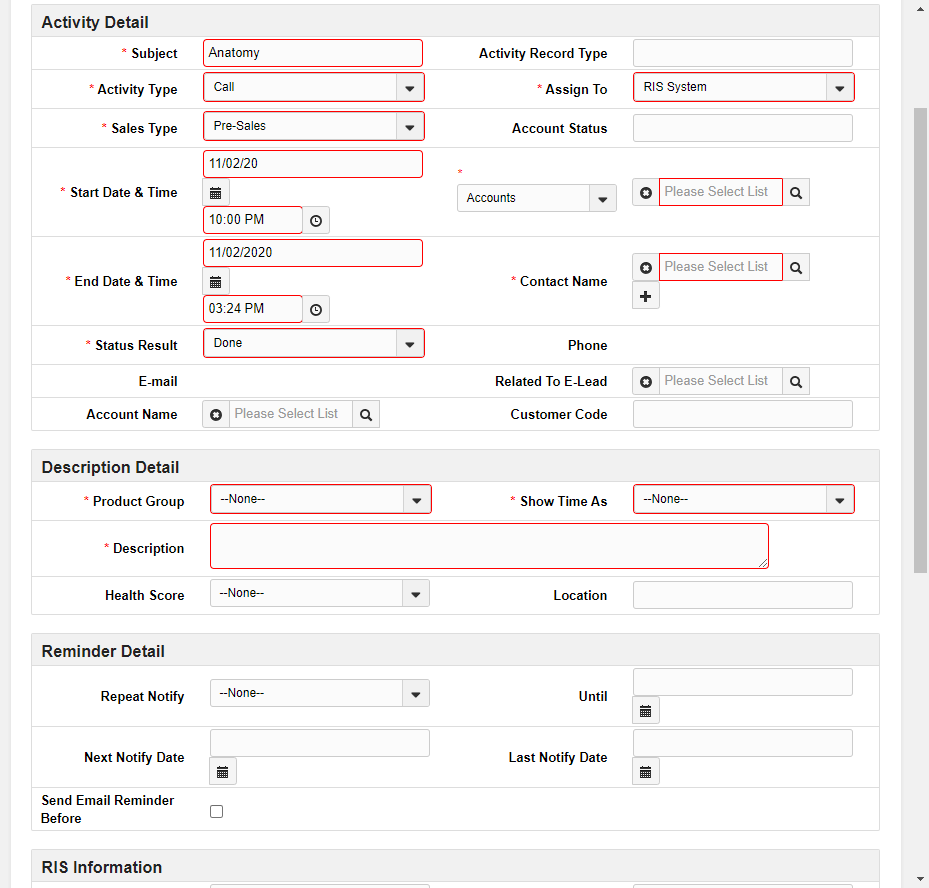 Activity Detail
* Subject Anatomy Activity Record Type
* Activity Type Call * Assign To RIS System
* Sales Type Pre-Sales Account Status
* Start Date & Time 11/02/20
10:00 PM
* Accounts Please Select List
* End Date & Time 11/02/2020
03:24 PM
* Contact Name Please Select List
* Status Result Done Phone
E-mail Related To E-Lead Please Select List
Account Name Please Select List Customer Code
Description Detail
* Product Group --None-- * Show Time As --None--
* Description
Health Score --None-- Location
Reminder Detail
Repeat Notify --None-- Until
Next Notify Date Last Notify Date
Send Email Reminder
Before
RIS Information